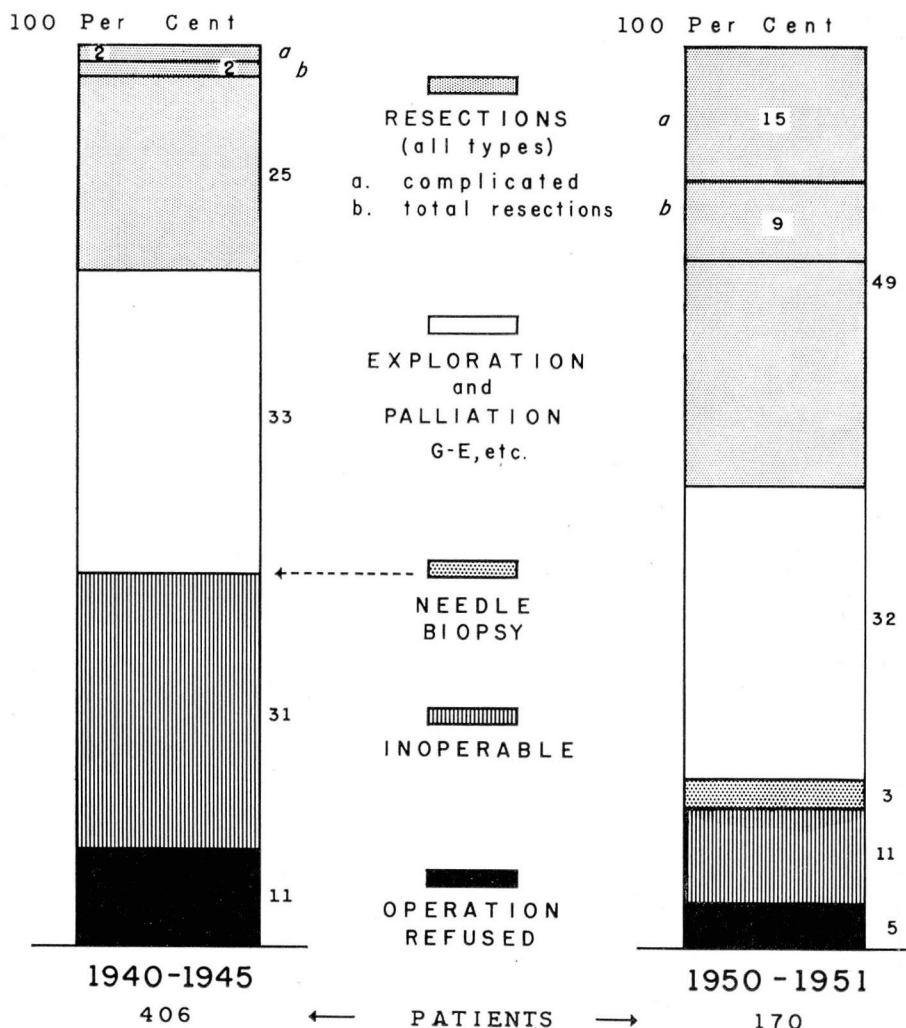 100 Per Cent
2
a
2
b
25
33
31
11
1940-1945
406
RESECTIONS
(all types)
a. complicated
b. total resections
EXPLORATION
and
PALLIATION
G-E, etc.
NEEDLE
BIOPSY
INOPERABLE
OPERATION
REFUSED
← PATIENTS →
100 Per Cent
a
15
b
9
49
32
3
11
5
1950-1951
170